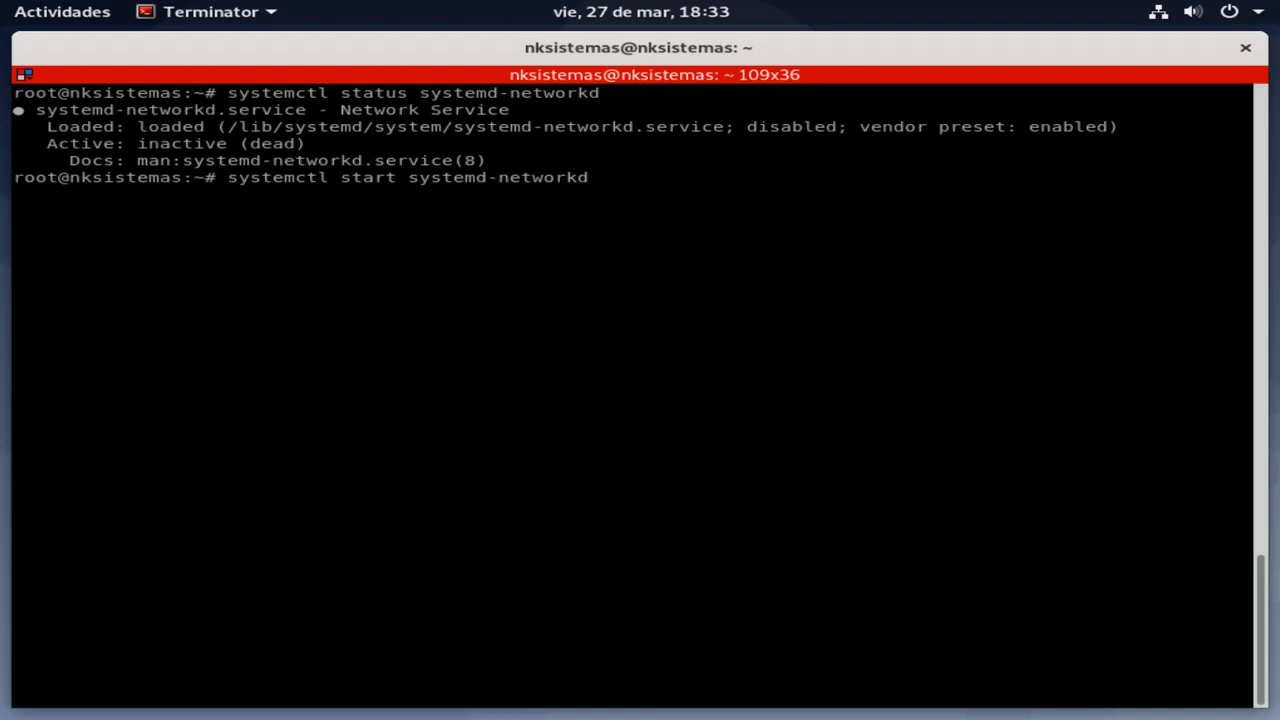 Actividades Terminator vie, 27 de mar, 18:33
nksistemas@nksistemas: ~ ×
nksistemas@nksistemas: ~ 109x36
root@nksistemas:~# systemctl status systemd-networkd
● systemd-networkd.service - Network Service
   Loaded: loaded (/lib/systemd/system/systemd-networkd.service; disabled; vendor preset: enabled)
   Active: inactive (dead)
     Docs: man:systemd-networkd.service(8)
root@nksistemas:~# systemctl start systemd-networkd